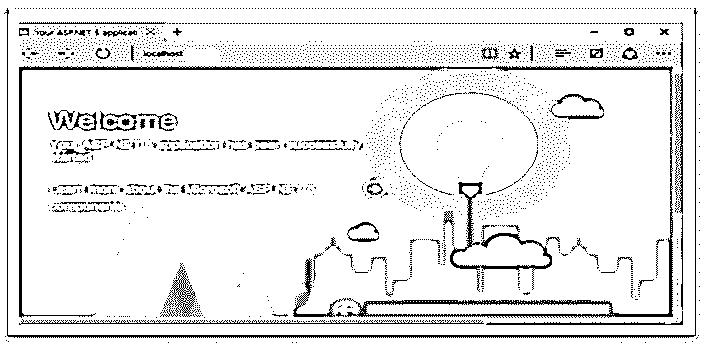 Your ASP.NET 5 applicati
localhost
Welcome
Your ASP.NET 5 application has been successfully
started
Learn more about the Microsoft ASP.NET 5
components